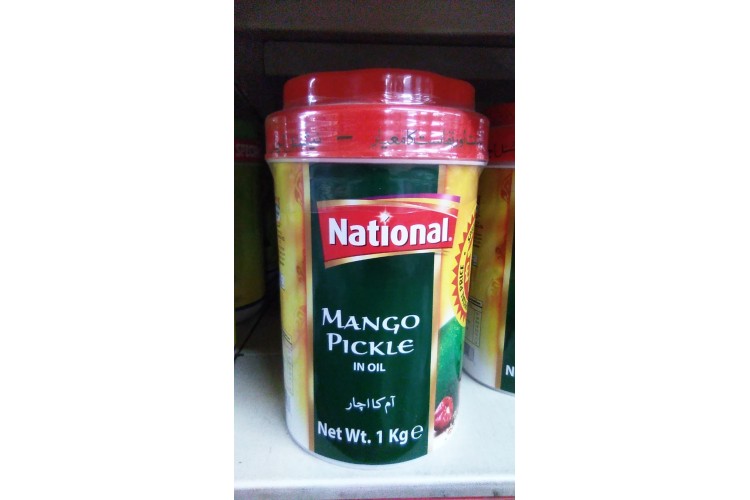 National
MANGO
PICKLE
IN OIL
آم کا اچار
Net Wt. 1 Kg e
N